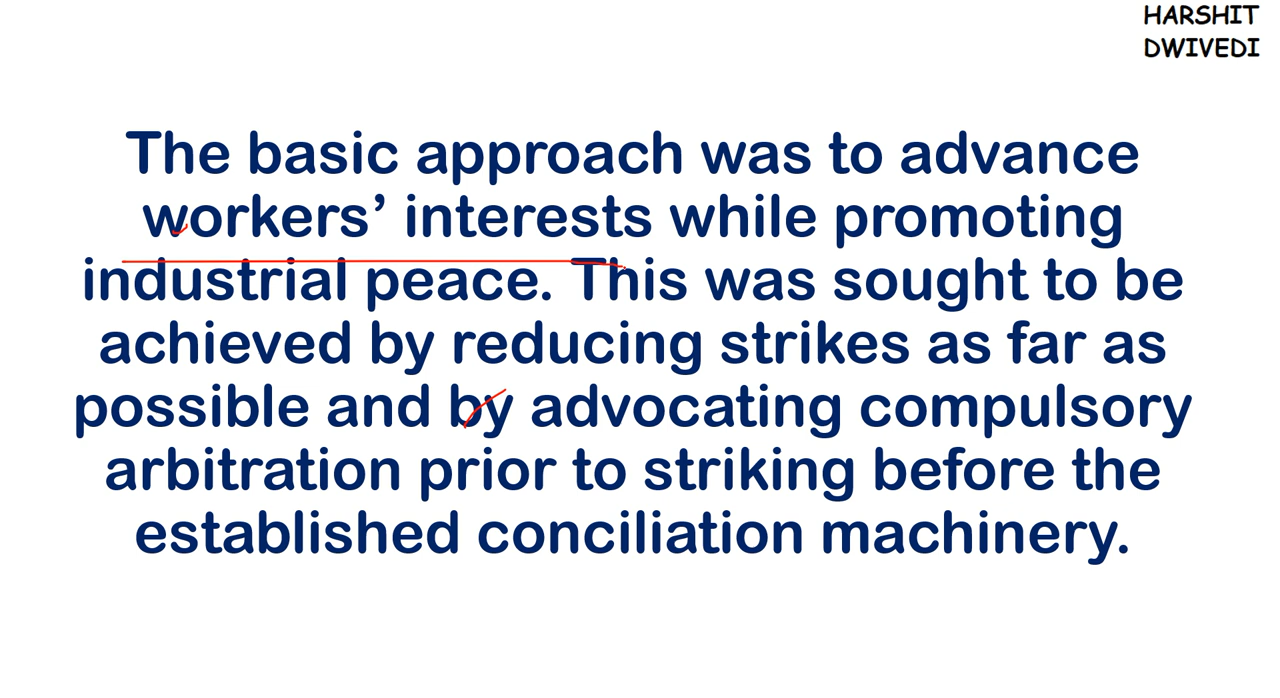 HARSHIT
DWIVEDI
The basic approach was to advance
workers’ interests while promoting
industrial peace. This was sought to be
achieved by reducing strikes as far as
possible and by advocating compulsory
arbitration prior to striking before the
established conciliation machinery.